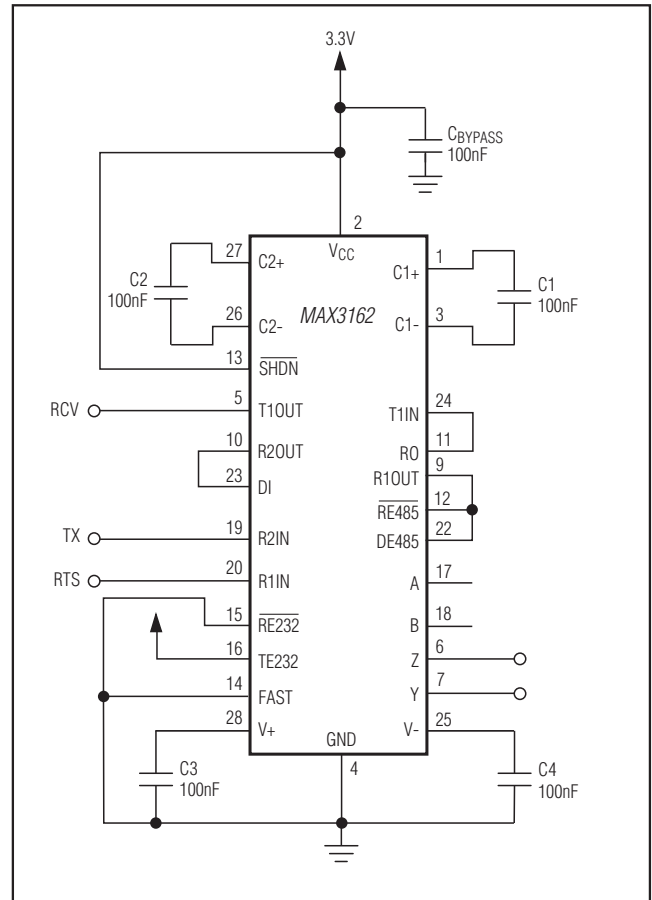 3.3V
CBYPASS
100nF
2
VCC
27
C2+
1
C1+
C2
100nF
C1
100nF
MAX3162
26
C2-
3
C1-
13
SHDN
RCV
5
T1OUT
24
T1IN
10
R2OUT
11
RO
9
R1OUT
23
DI
12
RE485
TX
19
R2IN
22
DE485
RTS
20
R1IN
17
A
15
RE232
18
B
16
TE232
6
Z
14
FAST
7
Y
28
V+
25
V-
GND
4
C3
100nF
C4
100nF